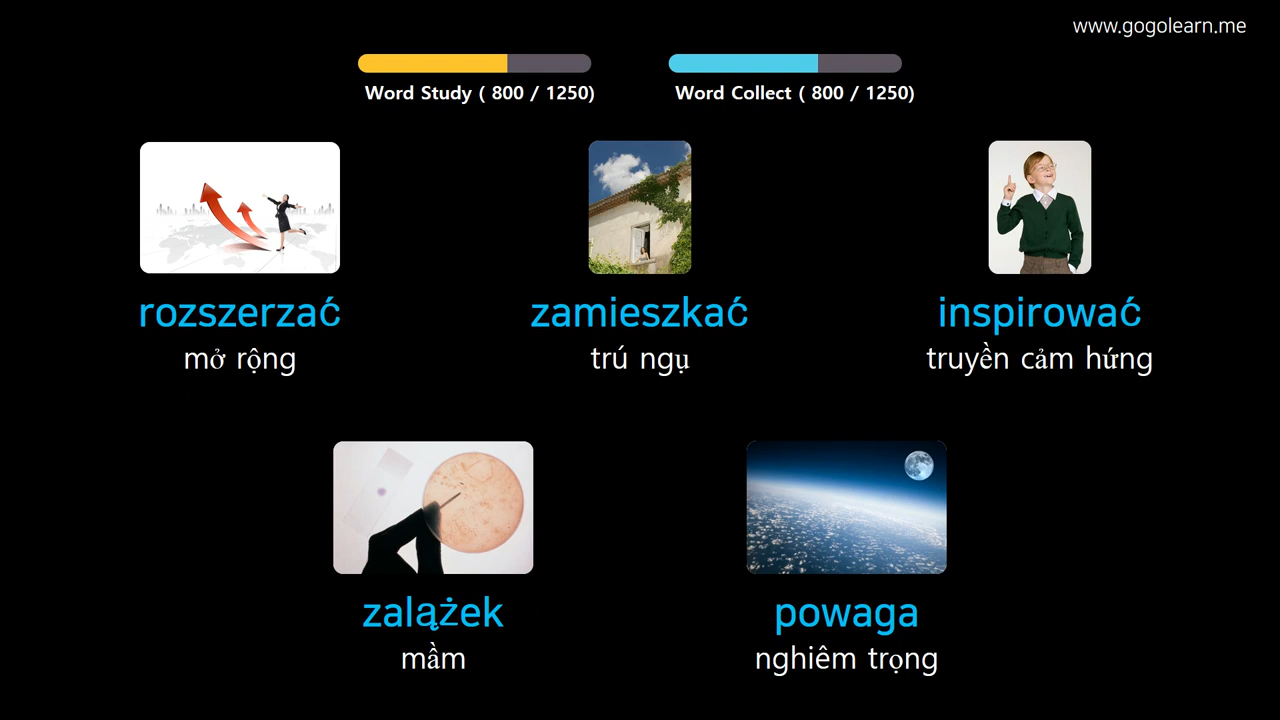 www.gogolearn.me
Word Study ( 800 / 1250)
Word Collect ( 800 / 1250)
rozszerzać
mở rộng
zamieszkać
trú ngụ
inspirować
truyền cảm hứng
zalążek
mầm
powaga
nghiêm trọng